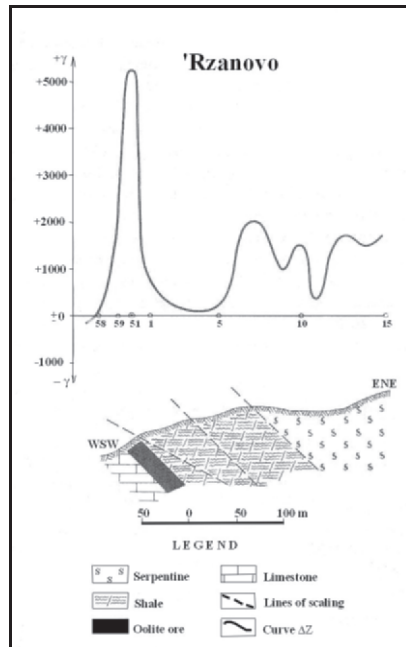 'Rzanovo
+γ
+5000
+4000
+3000
+2000
+1000
±0
-1000
-γ
58 59 51 1 5 10 15
WSW
ENE
50 0 50 100 m
LEGEND
Serpentine
Limestone
Shale
Lines of scaling
Oolite ore
Curve ΔZ